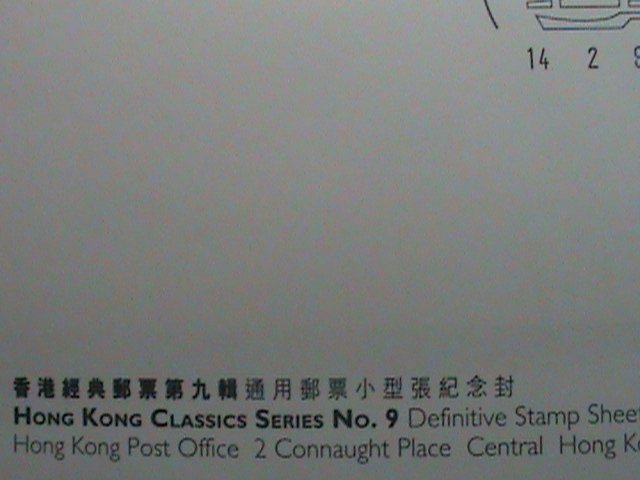 14 2
香港經典郵票第九輯通用郵票小型張紀念封
HONG KONG CLASSICS SERIES No. 9 Definitive Stamp Sheet
Hong Kong Post Office 2 Connaught Place Central Hong